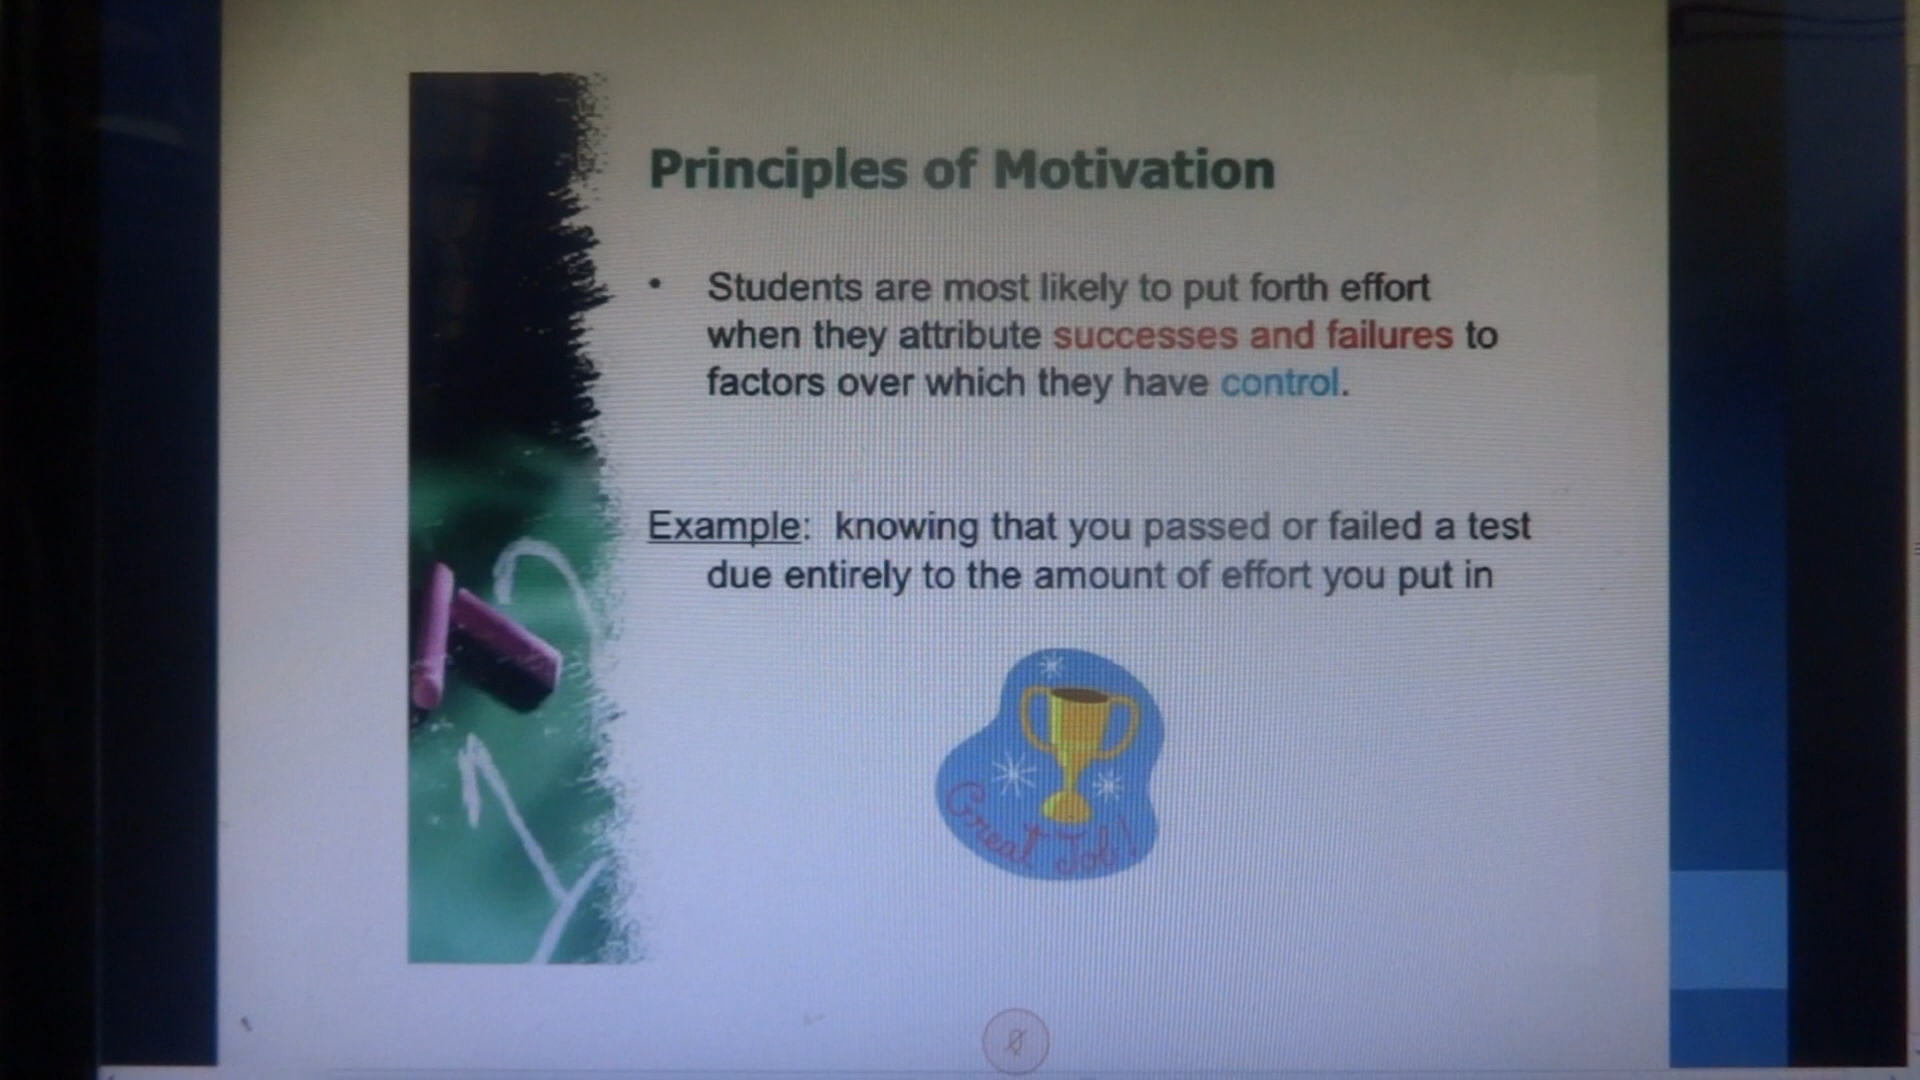 Principles of Motivation
• Students are most likely to put forth effort
when they attribute successes and failures to
factors over which they have control.
Example: knowing that you passed or failed a test
due entirely to the amount of effort you put in
Great Job!